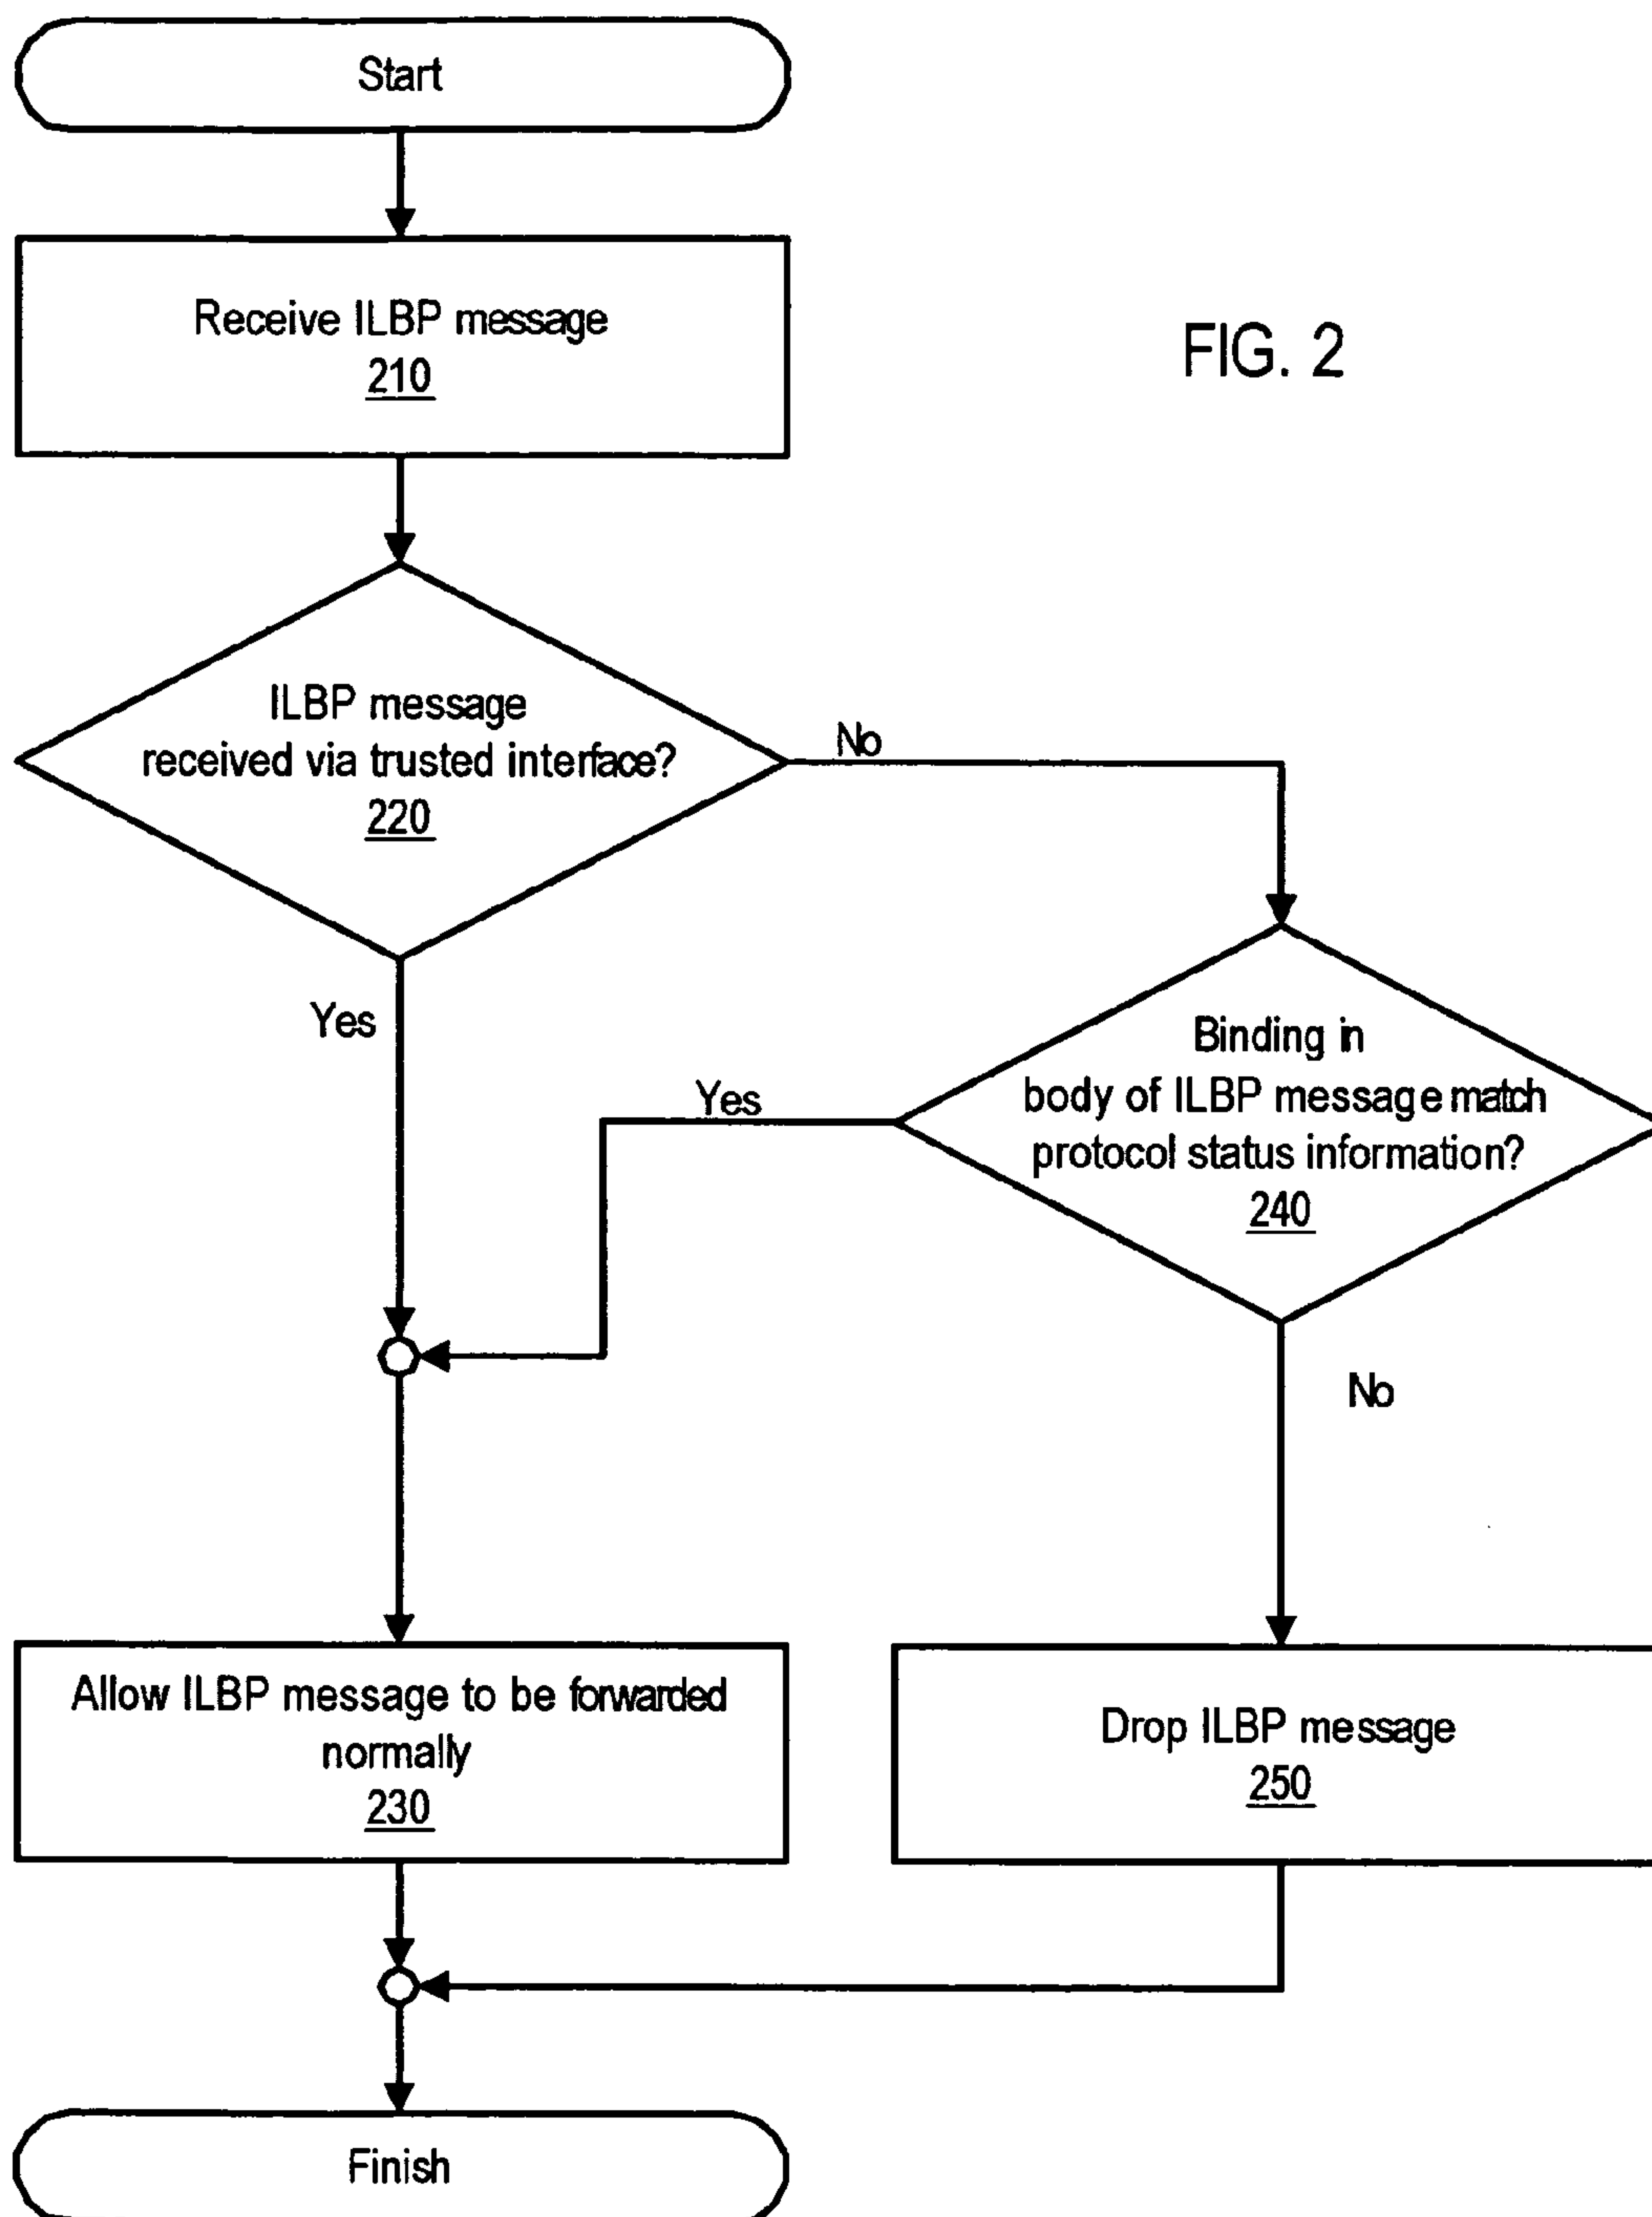 Start
Receive ILBP message
210
FIG. 2
ILBP message
received via trusted interface?
220
No
Yes
Binding in
body of ILBP message match
protocol status information?
240
Yes
No
Allow ILBP message to be forwarded
normally
230
Drop ILBP message
250
Finish